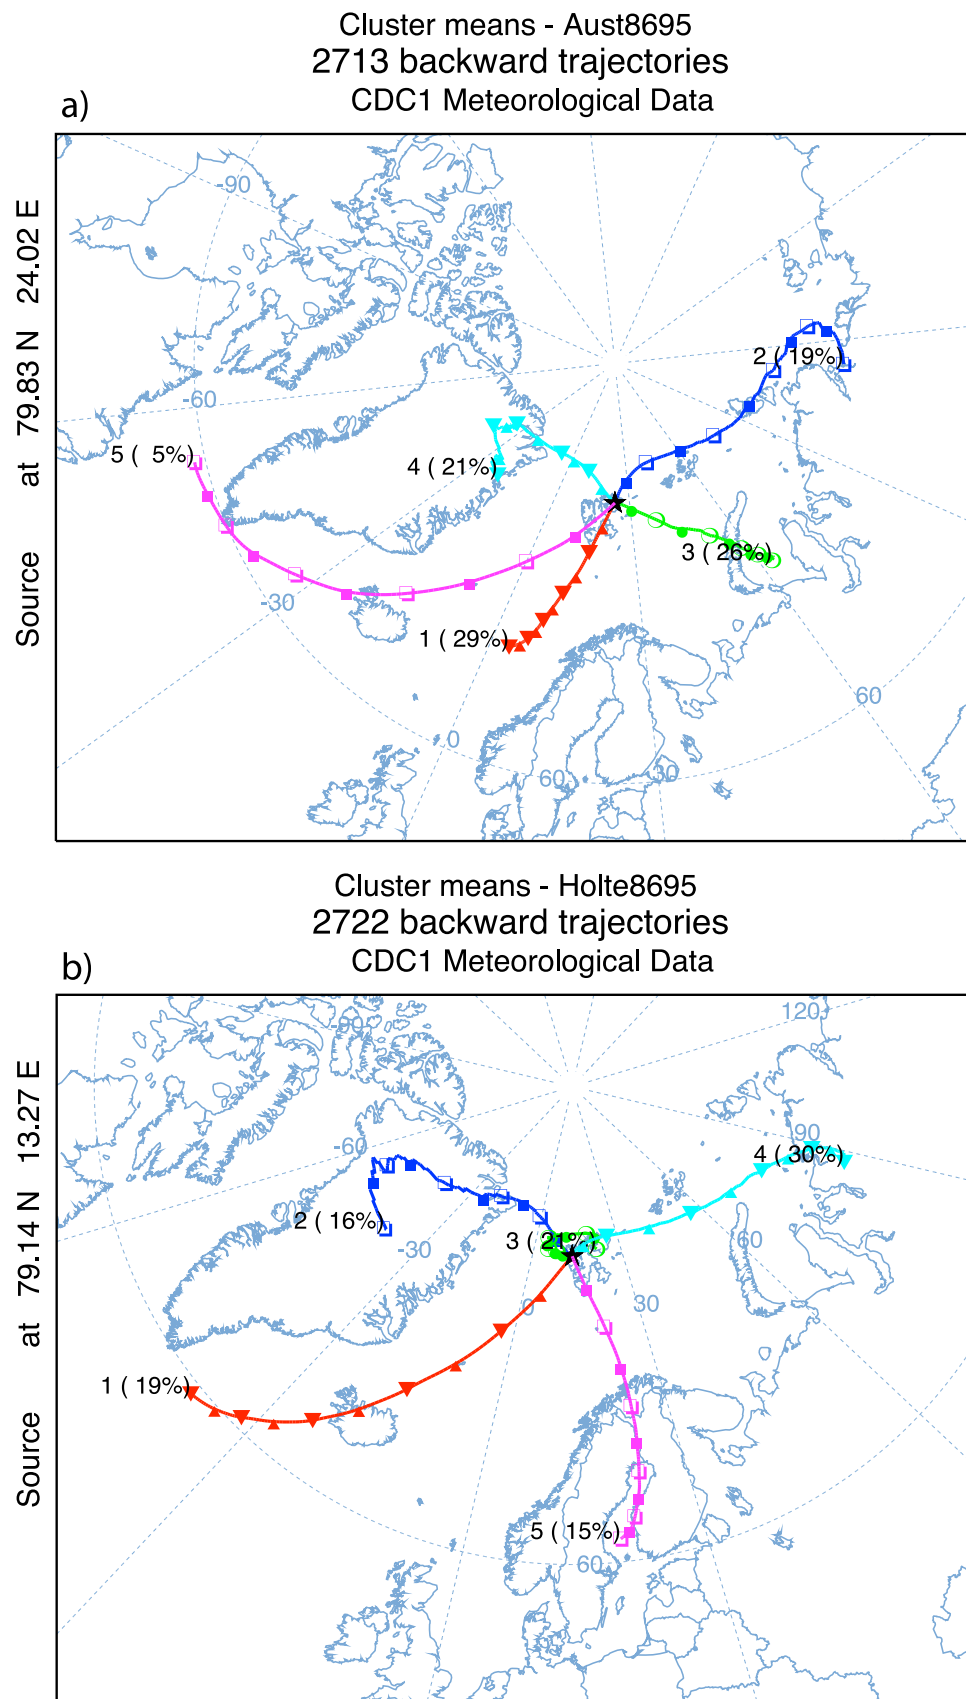 Cluster means - Aust8695
2713 backward trajectories
a)
CDC1 Meteorological Data
Source at 79.83 N 24.02 E
-90
-60
-30
0
60
30
60
5 ( 5%)
4 ( 21%)
2 ( 19%)
3 ( 26%)
1 ( 29%)
Cluster means - Holte8695
2722 backward trajectories
b)
CDC1 Meteorological Data
Source at 79.14 N 13.27 E
-90
120
-60
90
4 ( 30%)
2 ( 16%)
3 ( 21%)
-30
60
0
30
1 ( 19%)
5 ( 15%)
60